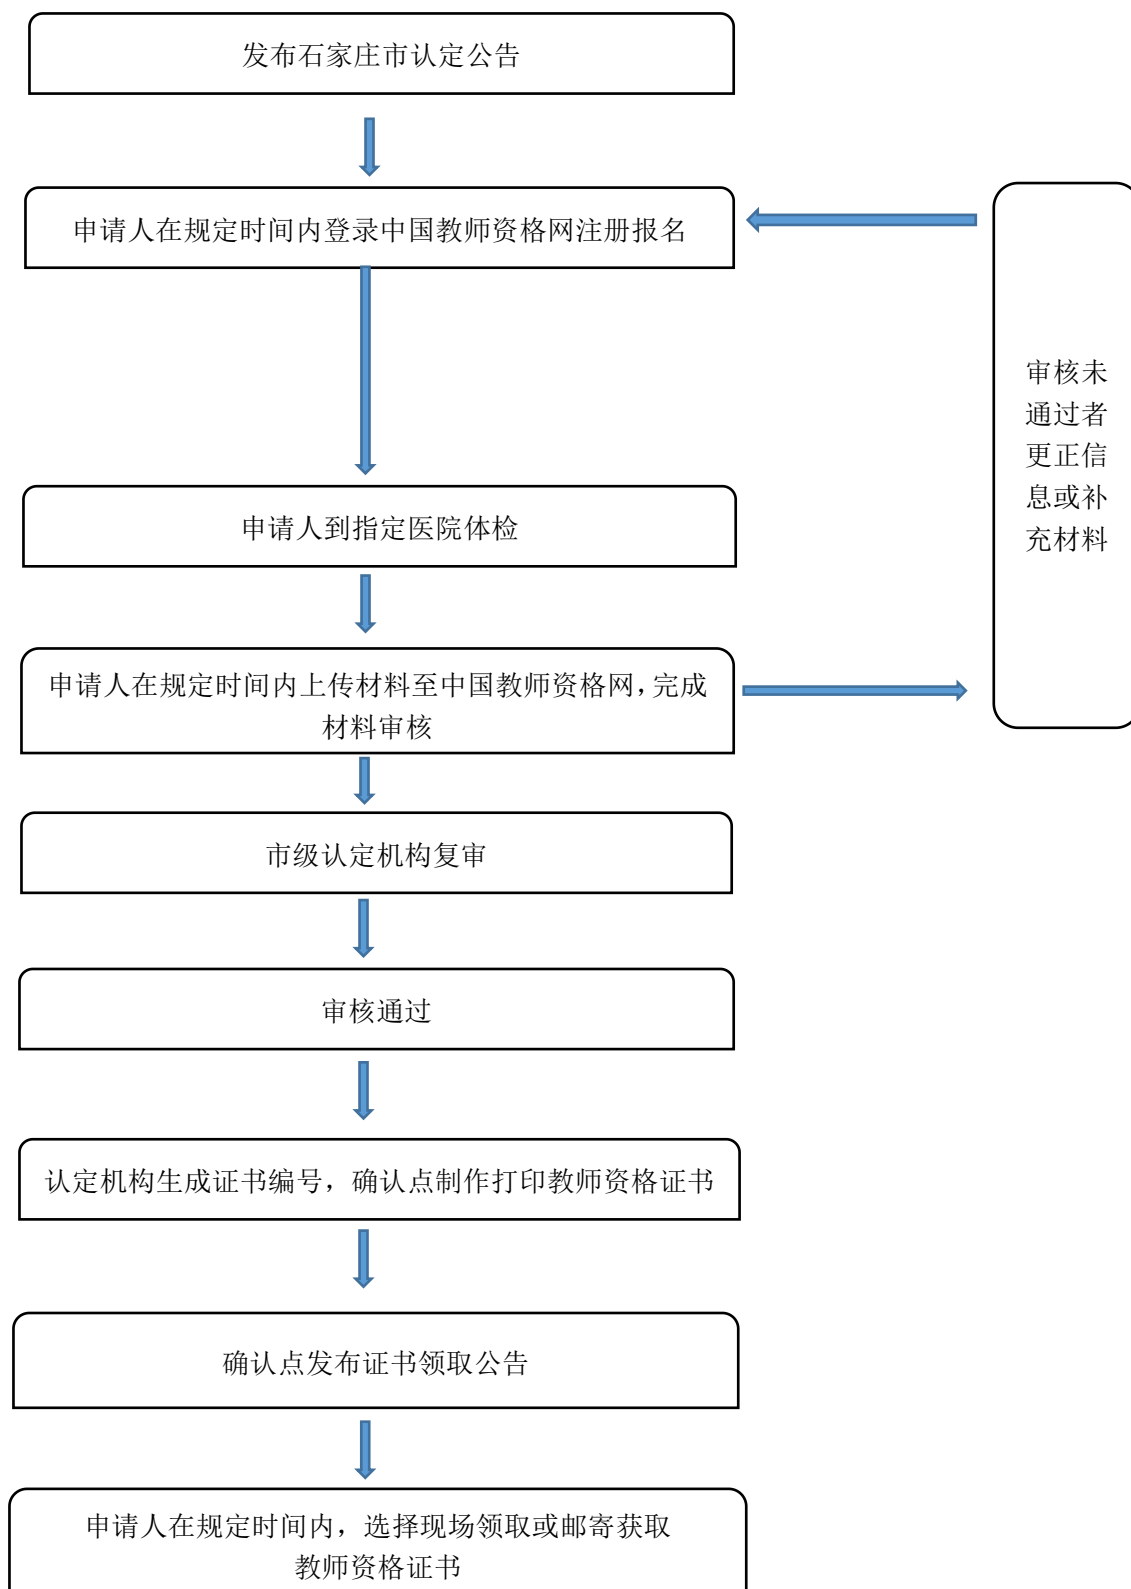 发布石家庄市认定公告
申请人在规定时间内登录中国教师资格网注册报名
审核未
通过者
更正信
息或补
充材料
申请人到指定医院体检
申请人在规定时间内上传材料至中国教师资格网,完成
材料审核
市级认定机构复审
审核通过
认定机构生成证书编号，确认点制作打印教师资格证书
确认点发布证书领取公告
申请人在规定时间内，选择现场领取或邮寄获取
教师资格证书